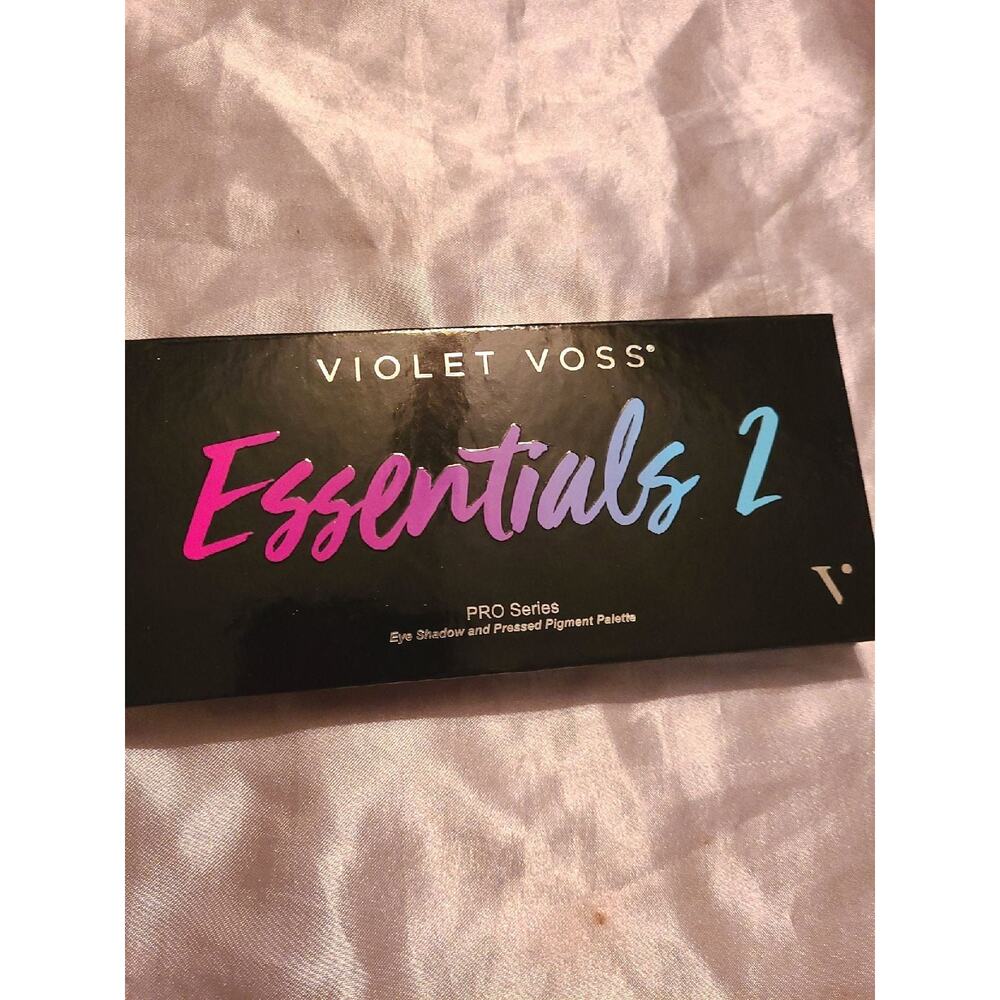 VIOLET VOSS®
Essentials 2
PRO Series
Eye Shadow and Pressed Pigment Palette
V